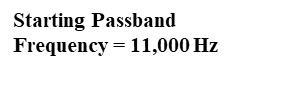 Starting Passband
Frequency = 11,000 Hz